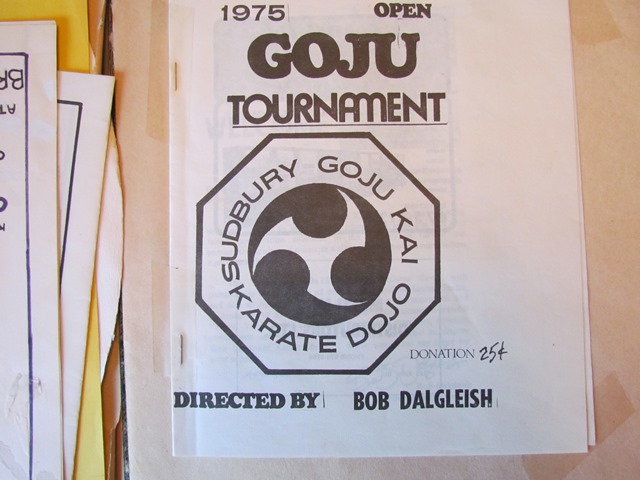 1975 OPEN
GOJU
TOURNAMENT
SUDBURY GOJU KAI
KARATE DOJO
DONATION 25¢
DIRECTED BY BOB DALGLEISH